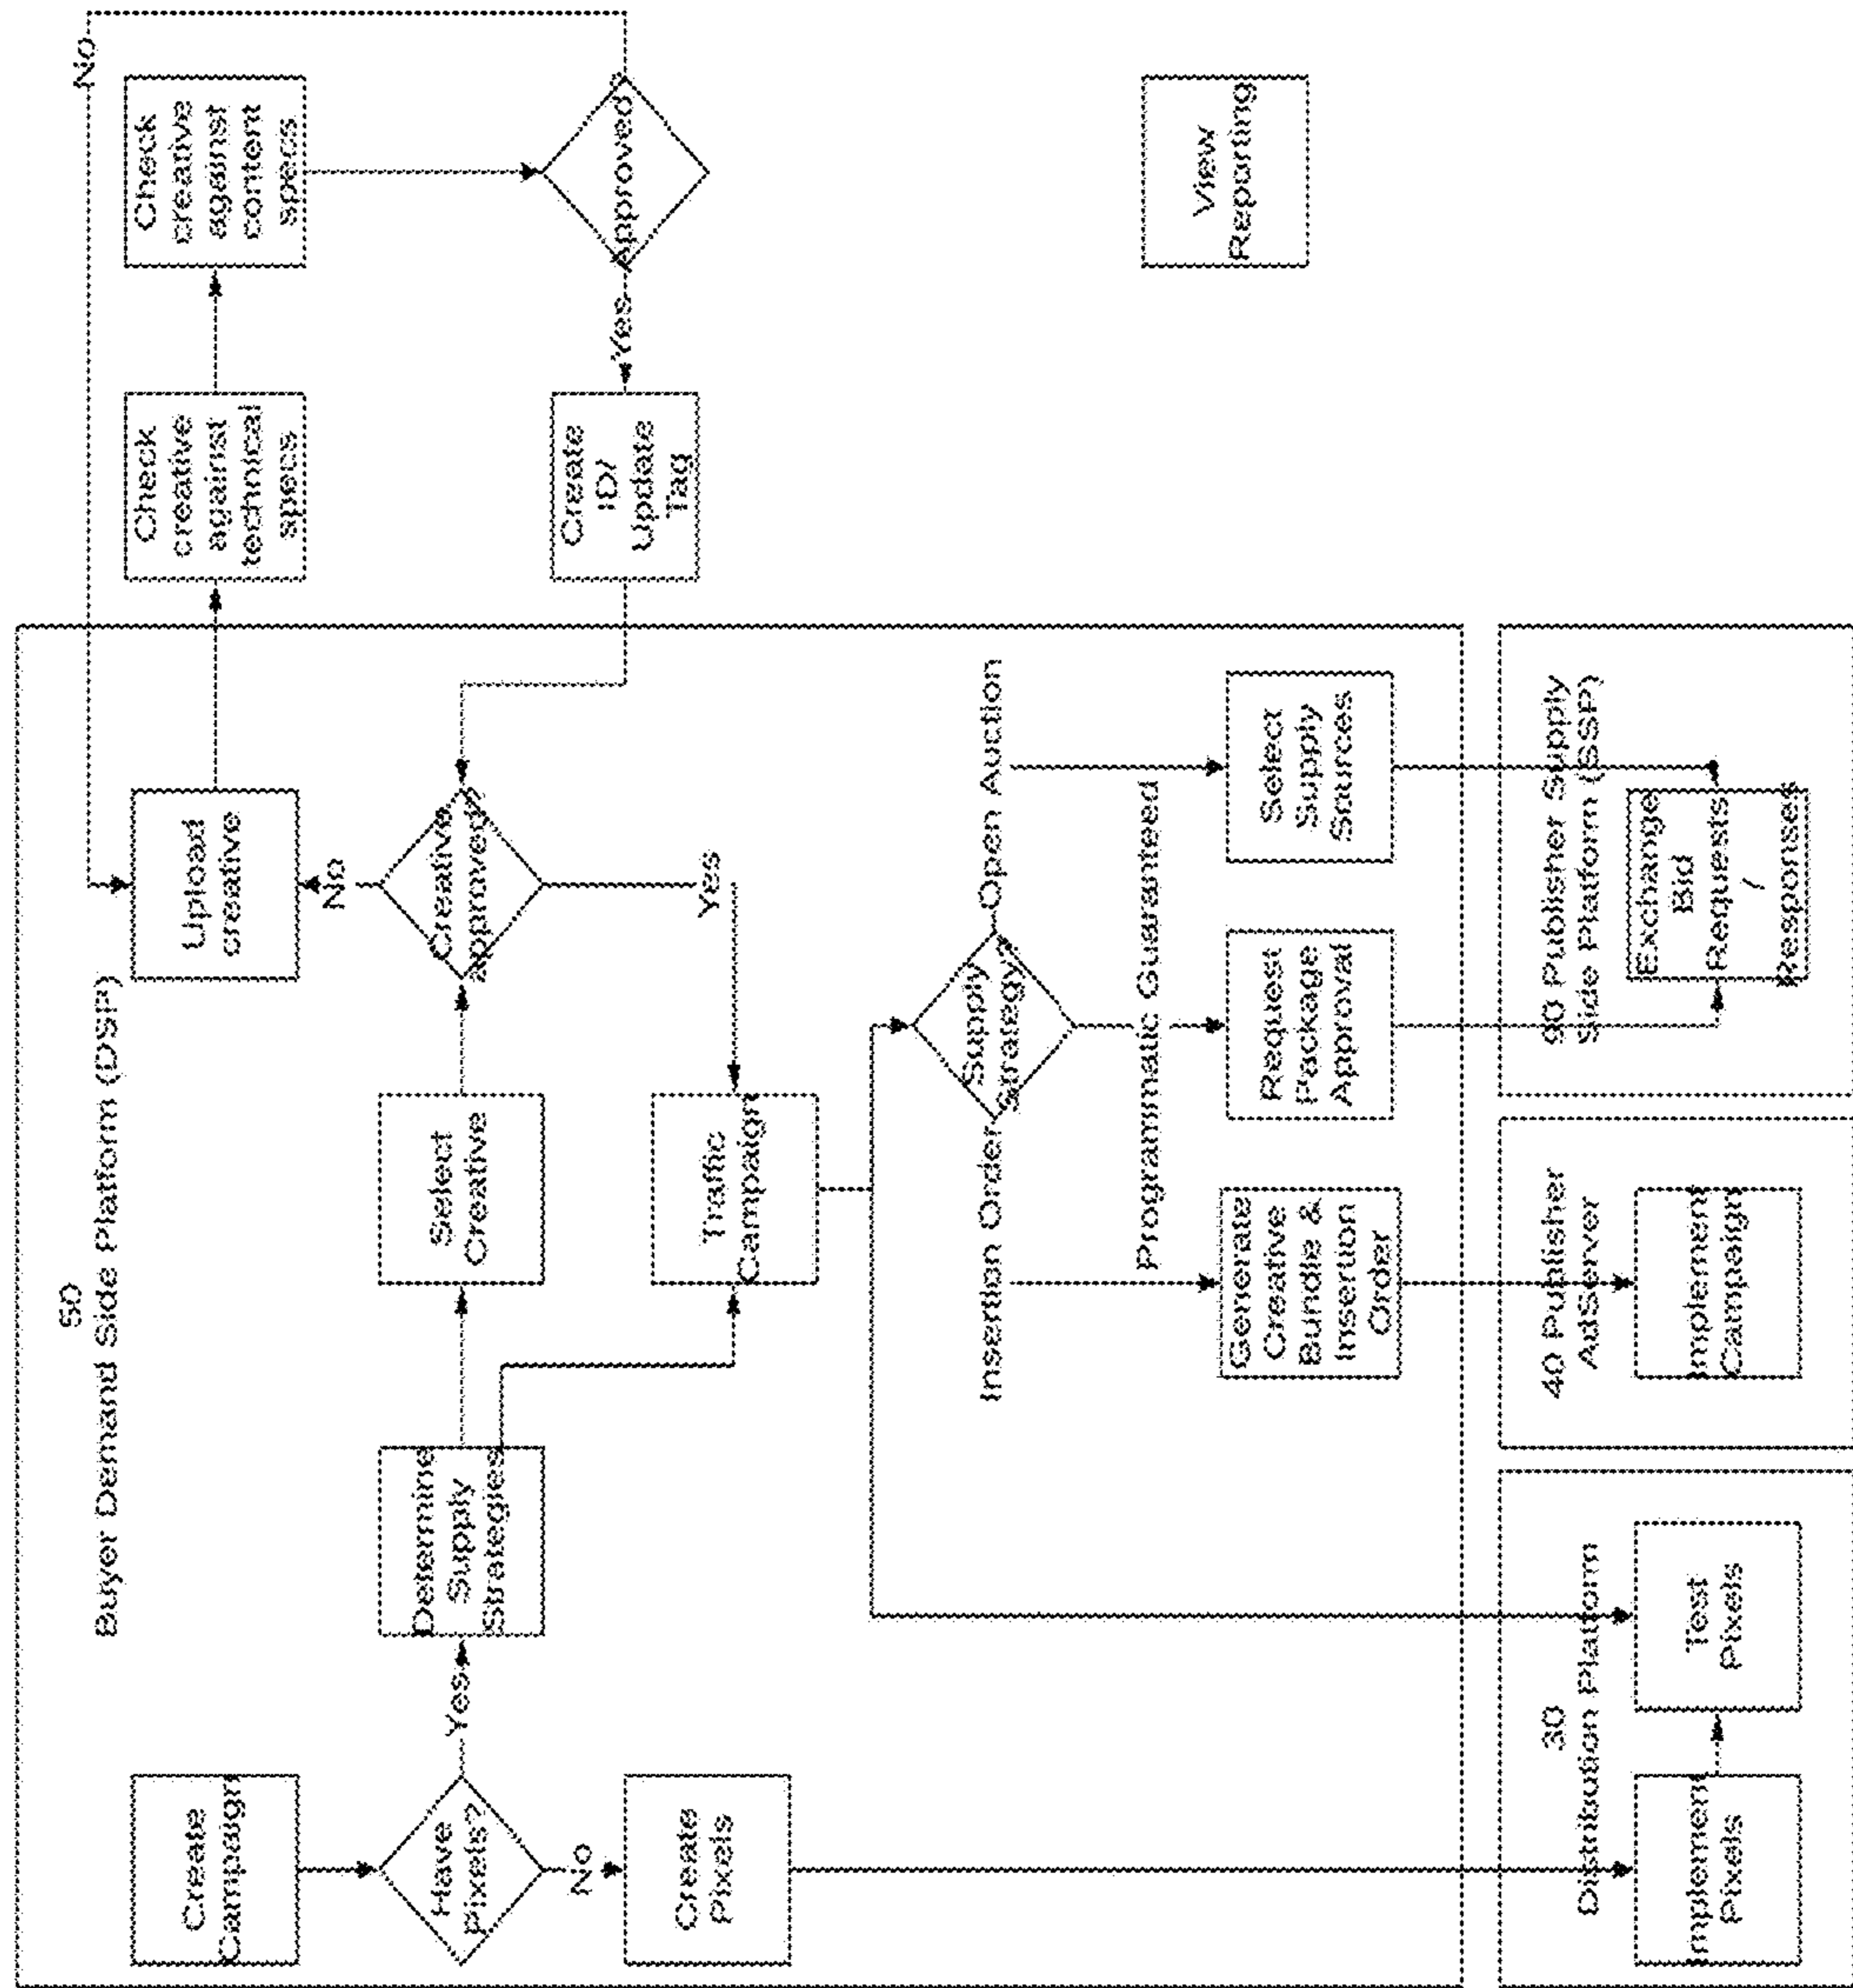 50
Buyer Demand Side Platform (DSP)
Create
Campaign
Have
Pixels?
Yes
No
Create
Pixels
Determine
Supply
Strategies
Select
Creative
Creative
approved?
No
Yes
Upload
creative
Traffic
Campaign
No
Check
creative
against
technical
specs
Check
creative
against
content
specs
Approved?
Yes
Create
ID/
Update
Tag
Supply
Strategy?
Insertion Order
Open Auction
Programmatic Guaranteed
Generate
Creative
Bundle &
Insertion
Order
Request
Package
Approval
Select
Supply
Sources
View
Reporting
30
Distribution Platform
Implement
Pixels
Test
Pixels
40 Publisher
AdServer
Implement
Campaign
90 Publisher Supply
Side Platform (SSP)
Exchange
Bid
Requests
/
Responses